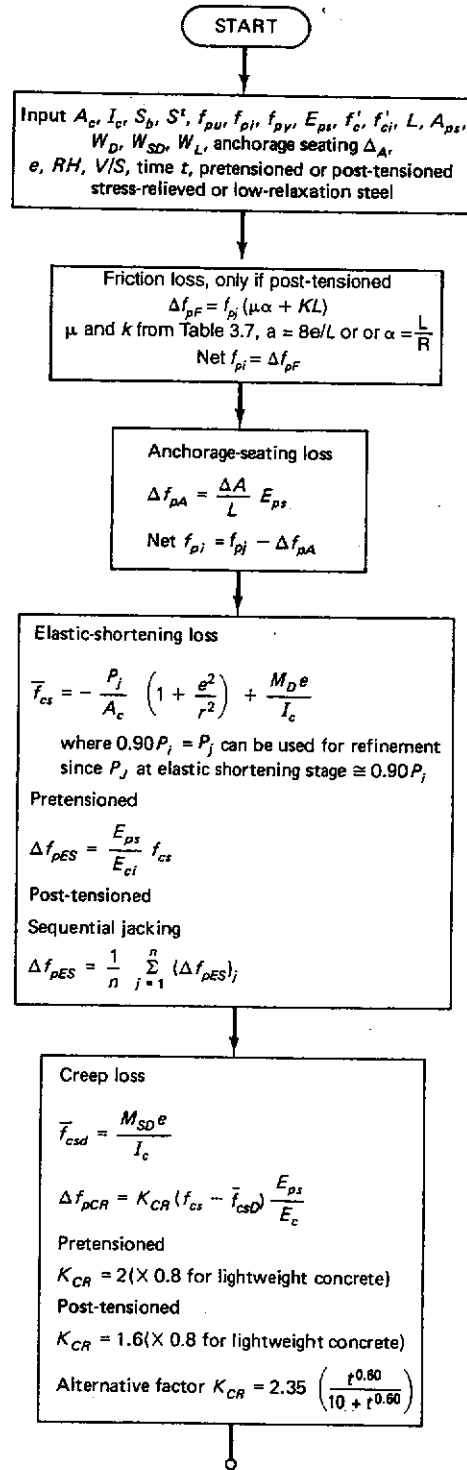 START
Input A_c, I_c, S_b, S^t, f_pu, f_pi, f_py, E_ps, f'_c, f'_ci, L, A_ps,
W_D, W_SD, W_L, anchorage seating Δ_A,
e, RH, V/S, time t, pretensioned or post-tensioned
stress-relieved or low-relaxation steel
Friction loss, only if post-tensioned
Δf_pF = f_pj (μα + KL)
μ and k from Table 3.7, a = 8e/L or or α = L/R
Net f_pi = Δf_pF
Anchorage-seating loss
Δf_pA = ΔA/L E_ps
Net f_pi = f_pj − Δf_pA
Elastic-shortening loss
f̄_cs = − P_j/A_c (1 + e²/r²) + M_D e/I_c
where 0.90P_i = P_j can be used for refinement
since P_J at elastic shortening stage ≅ 0.90P_i
Pretensioned
Δf_pES = E_ps/E_ci f_cs
Post-tensioned
Sequential jacking
Δf_pES = 1/n Σ_{j=1}^{n} (Δf_pES)_j
Creep loss
f̄_csd = M_SD e/I_c
Δf_pCR = K_CR (f_cs − f̄_csD) E_ps/E_c
Pretensioned
K_CR = 2(X 0.8 for lightweight concrete)
Post-tensioned
K_CR = 1.6(X 0.8 for lightweight concrete)
Alternative factor K_CR = 2.35 (t^0.60/10 + t^0.60)